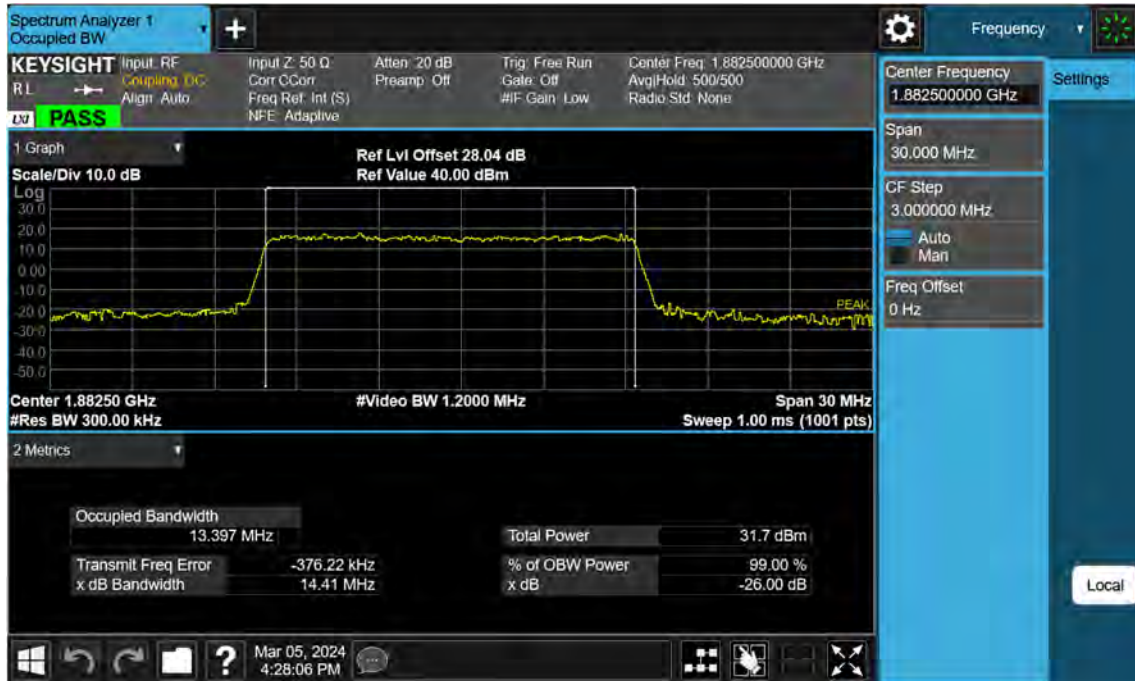 Spectrum Analyzer 1
Occupied BW
+
Frequency
KEYSIGHT
R L
LXI
PASS
Input: RF
Coupling: DC
Align: Auto
Input Z: 50 Ω
Corr CCorr
Freq Ref: Int (S)
NFE: Adaptive
Atten: 20 dB
Preamp: Off
Trig: Free Run
Gate: Off
#IF Gain: Low
Center Freq: 1.882500000 GHz
Avg|Hold: 500/500
Radio Std: None
Center Frequency
1.882500000 GHz
Settings
Span
30.000 MHz
CF Step
3.000000 MHz
Auto
Man
Freq Offset
0 Hz
1 Graph
Scale/Div 10.0 dB
Ref Lvl Offset 28.04 dB
Ref Value 40.00 dBm
Log
30.0
20.0
10.0
0.00
-10.0
-20.0
-30.0
-40.0
-50.0
PEAK
Center 1.88250 GHz
#Video BW 1.2000 MHz
Span 30 MHz
#Res BW 300.00 kHz
Sweep 1.00 ms (1001 pts)
2 Metrics
Occupied Bandwidth
13.397 MHz
Total Power 31.7 dBm
Transmit Freq Error -376.22 kHz
% of OBW Power 99.00 %
x dB Bandwidth 14.41 MHz
x dB -26.00 dB
Local
?
Mar 05, 2024
4:28:06 PM